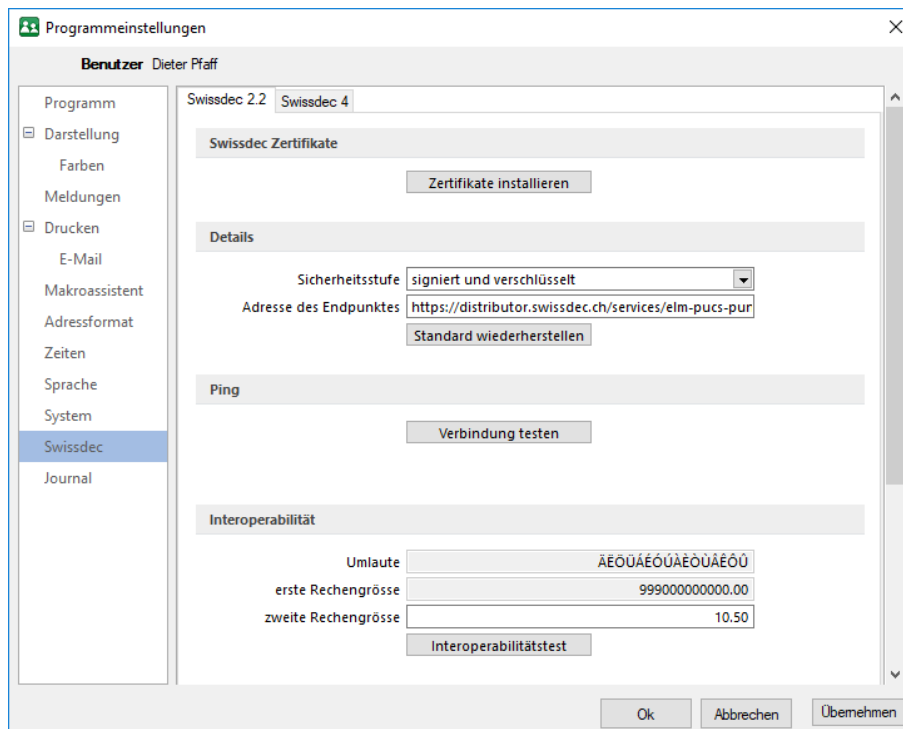 Programmeinstellungen
Benutzer Dieter Pfaff
Programm
Darstellung
Farben
Meldungen
Drucken
E-Mail
Makroassistent
Adressformat
Zeiten
Sprache
System
Swissdec
Journal
Swissdec 2.2 Swissdec 4
Swissdec Zertifikate
Zertifikate installieren
Details
Sicherheitsstufe signiert und verschlüsselt
Adresse des Endpunktes https://distributor.swissdec.ch/services/elm-pucs-pur
Standard wiederherstellen
Ping
Verbindung testen
Interoperabilität
Umlaute ÄËÖÜÁÉÓÚÀÈÒÙÂÊÔÛ
erste Rechengrösse 999000000000.00
zweite Rechengrösse 10.50
Interoperabilitätstest
Ok Abbrechen Übernehmen